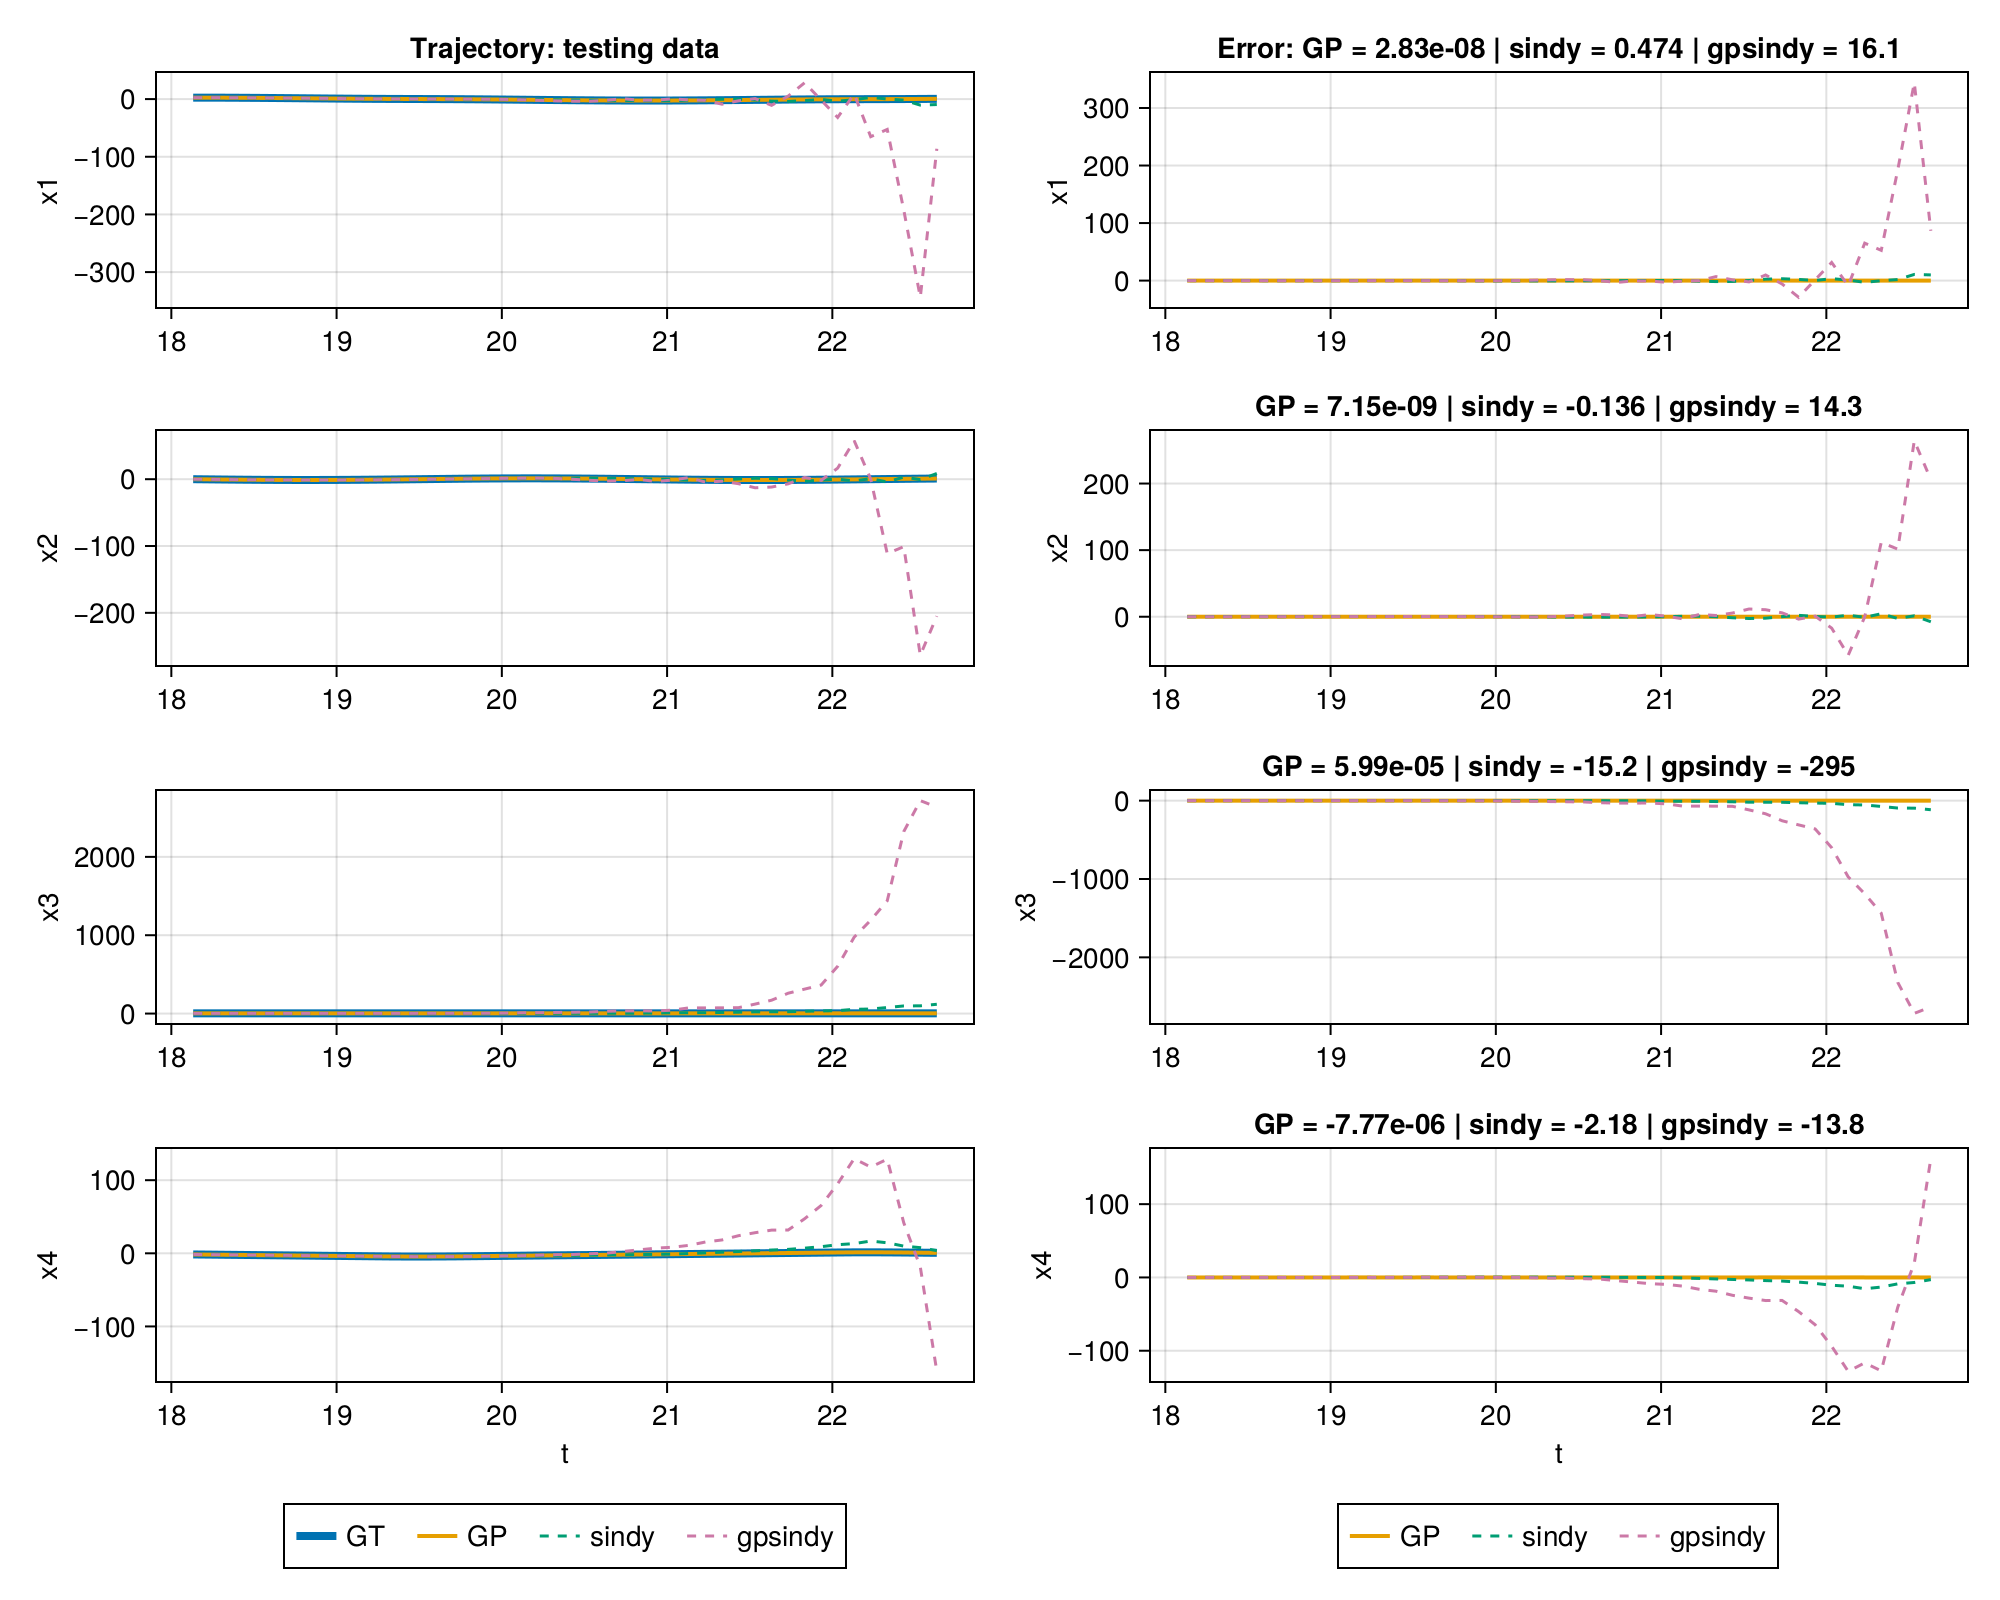 Trajectory: testing data
x1
0
−100
−200
−300
18 19 20 21 22
Error: GP = 2.83e-08 | sindy = 0.474 | gpsindy = 16.1
x1
300
200
100
0
18 19 20 21 22
x2
0
−100
−200
18 19 20 21 22
GP = 7.15e-09 | sindy = -0.136 | gpsindy = 14.3
x2
200
100
0
18 19 20 21 22
x3
2000
1000
0
18 19 20 21 22
GP = 5.99e-05 | sindy = -15.2 | gpsindy = -295
x3
0
−1000
−2000
18 19 20 21 22
x4
100
0
−100
18 19 20 21 22
t
GP = -7.77e-06 | sindy = -2.18 | gpsindy = -13.8
x4
100
0
−100
18 19 20 21 22
t
GT GP sindy gpsindy
GP sindy gpsindy